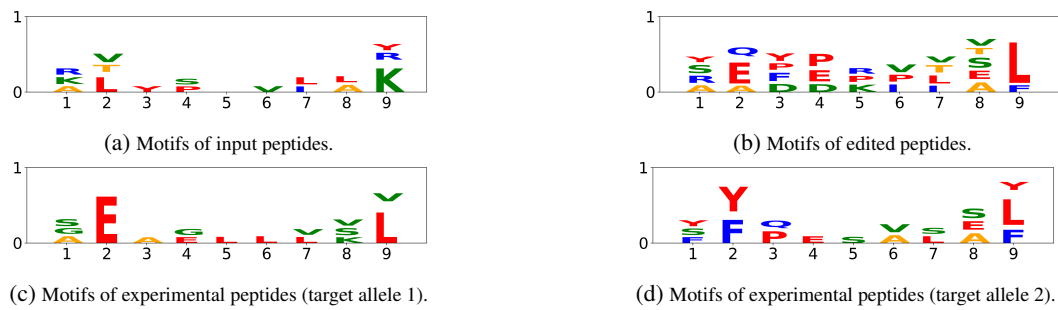 1
R K A
V T L
Y
S P
V
L
L A
Y R K
0
1 2 3 4 5 6 7 8 9
(a) Motifs of input peptides.
1
Y S R A
Q E A
Y P F D
P E D
R P K
V P
V T L
V T S E A
L F
0
1 2 3 4 5 6 7 8 9
(b) Motifs of edited peptides.
1
S G A
E
A
G E
L
L
V L
V S K
V L
0
1 2 3 4 5 6 7 8 9
(c) Motifs of experimental peptides (target allele 1).
1
Y S F
Y F
Q P
E
S
V A
S L
S E A
Y L F
0
1 2 3 4 5 6 7 8 9
(d) Motifs of experimental peptides (target allele 2).